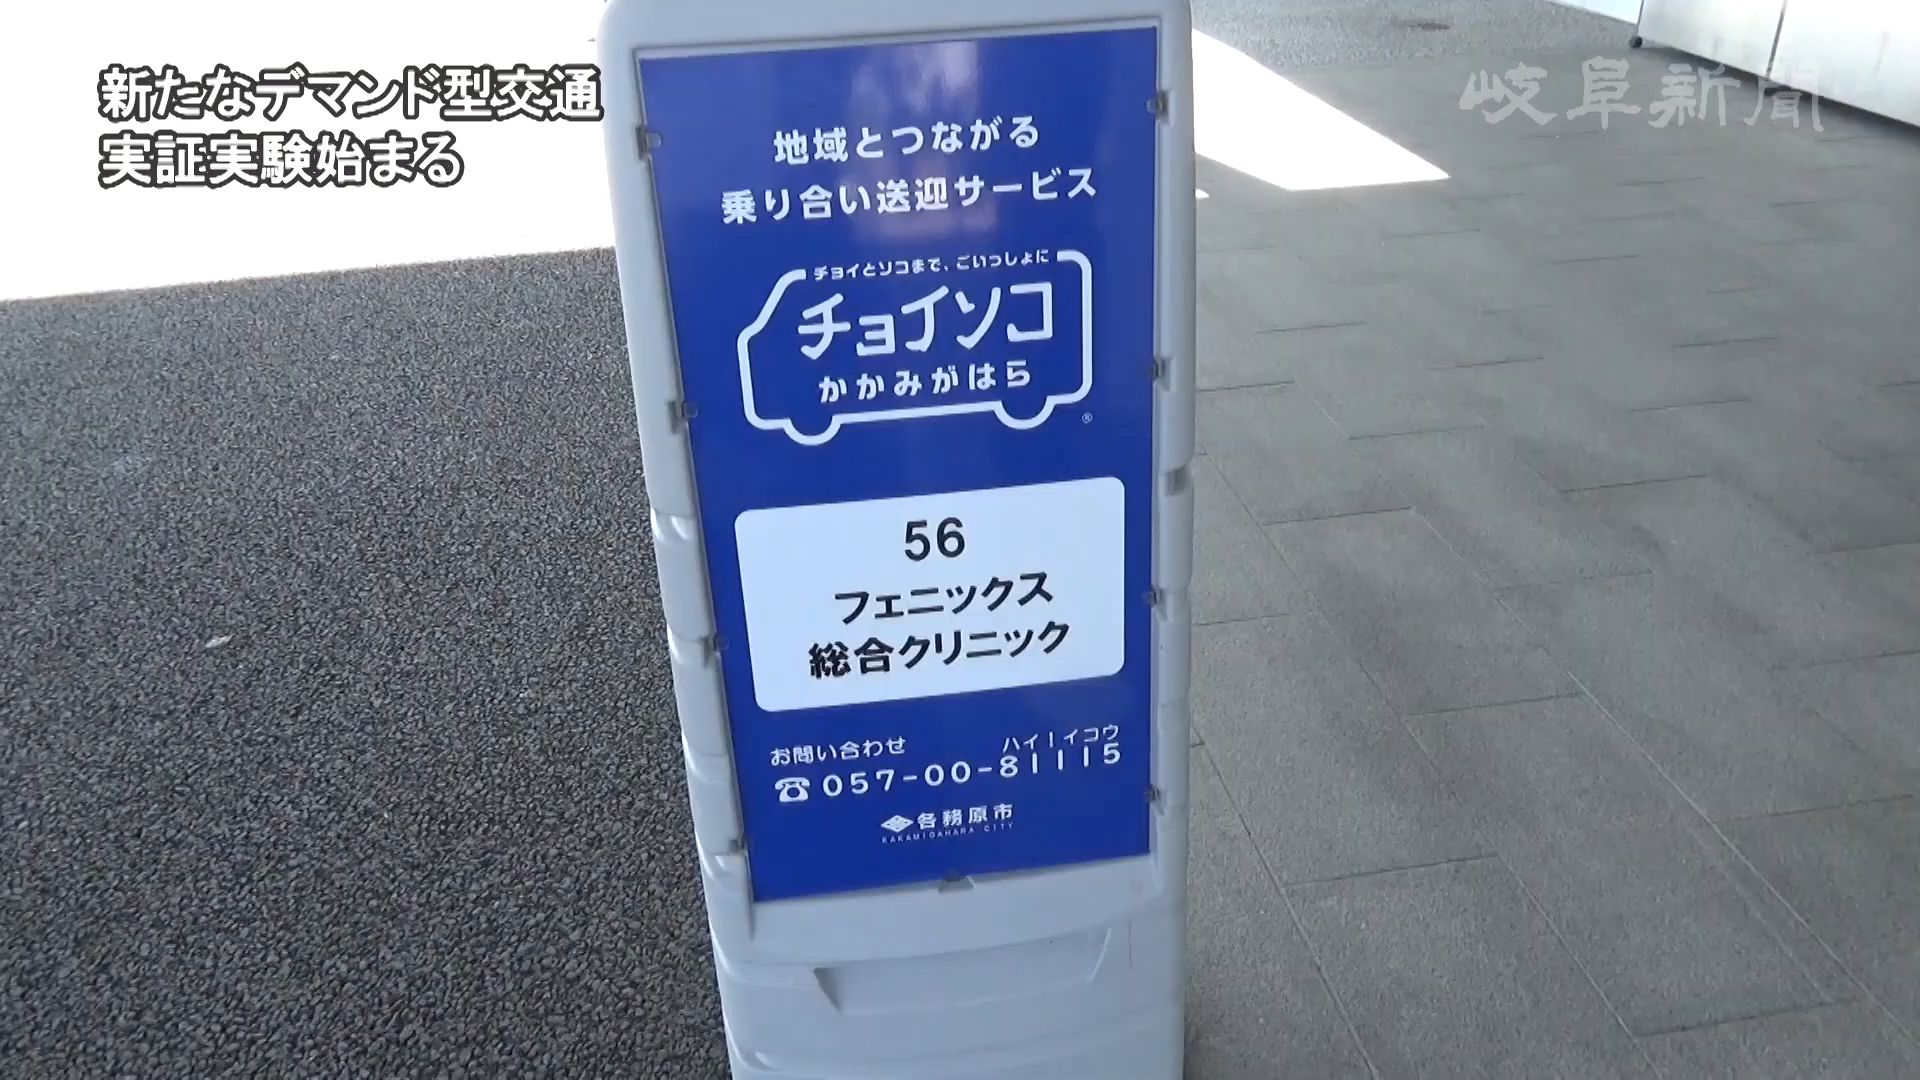 新たなデマンド型交通
実証実験始まる
岐阜新聞
地域とつながる
乗り合い送迎サービス
チョイとソコまで、ごいっしょに
チョイソコ
かかみがはら
®
56
フェニックス
総合クリニック
お問い合わせ
ハイーイコウ
☎057-00-81115
各務原市
KAKAMIGAHARA CITY